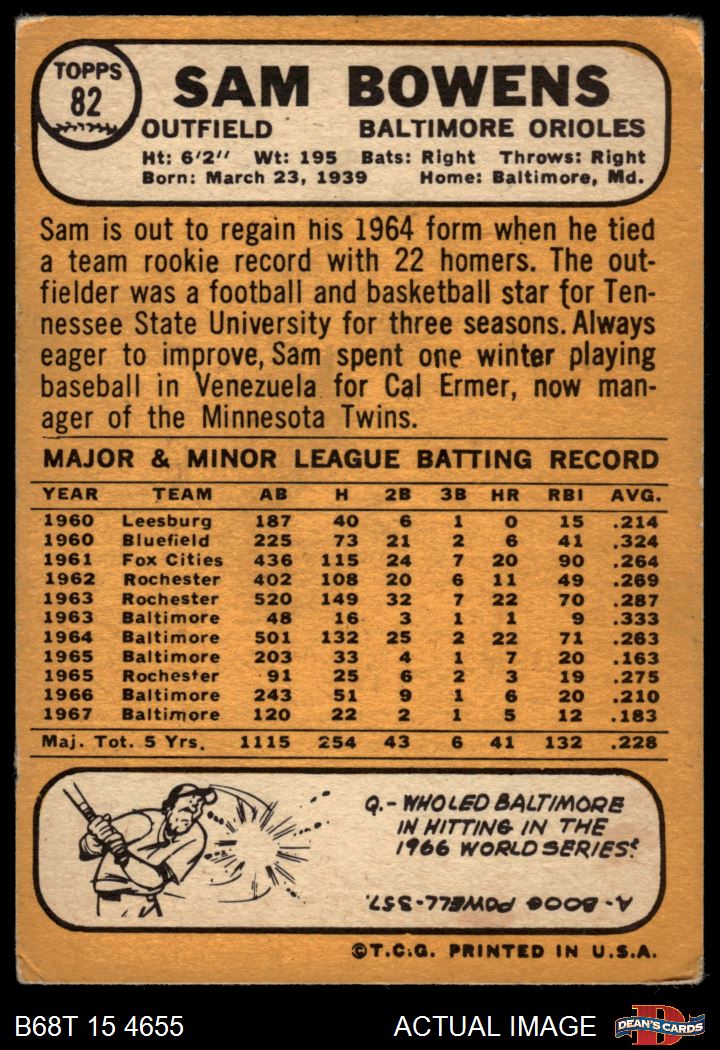 TOPPS
82
SAM BOWENS
OUTFIELD BALTIMORE ORIOLES
Ht: 6'2" Wt: 195 Bats: Right Throws: Right
Born: March 23, 1939 Home: Baltimore, Md.
Sam is out to regain his 1964 form when he tied
a team rookie record with 22 homers. The out-
fielder was a football and basketball star for Ten-
nessee State University for three seasons. Always
eager to improve, Sam spent one winter playing
baseball in Venezuela for Cal Ermer, now man-
ager of the Minnesota Twins.
MAJOR & MINOR LEAGUE BATTING RECORD
YEAR TEAM AB H 2B 3B HR RBI AVG.
1960 Leesburg 187 40 6 1 0 15 .214
1960 Bluefield 225 73 21 2 6 41 .324
1961 Fox Cities 436 115 24 7 20 90 .264
1962 Rochester 402 108 20 6 11 49 .269
1963 Rochester 520 149 32 7 22 70 .287
1963 Baltimore 48 16 3 1 1 9 .333
1964 Baltimore 501 132 25 2 22 71 .263
1965 Baltimore 203 33 4 1 7 20 .163
1965 Rochester 91 25 6 2 3 19 .275
1966 Baltimore 243 51 9 1 6 20 .210
1967 Baltimore 120 22 2 1 5 12 .183
Maj. Tot. 5 Yrs. 1115 254 43 6 41 132 .228
Q.- WHO LED BALTIMORE
IN HITTING IN THE
1966 WORLD SERIES?
A- BOOG POWELL-.357.
©T.C.G. PRINTED IN U.S.A.
B68T 15 4655 ACTUAL IMAGE DEAN'S CARDS